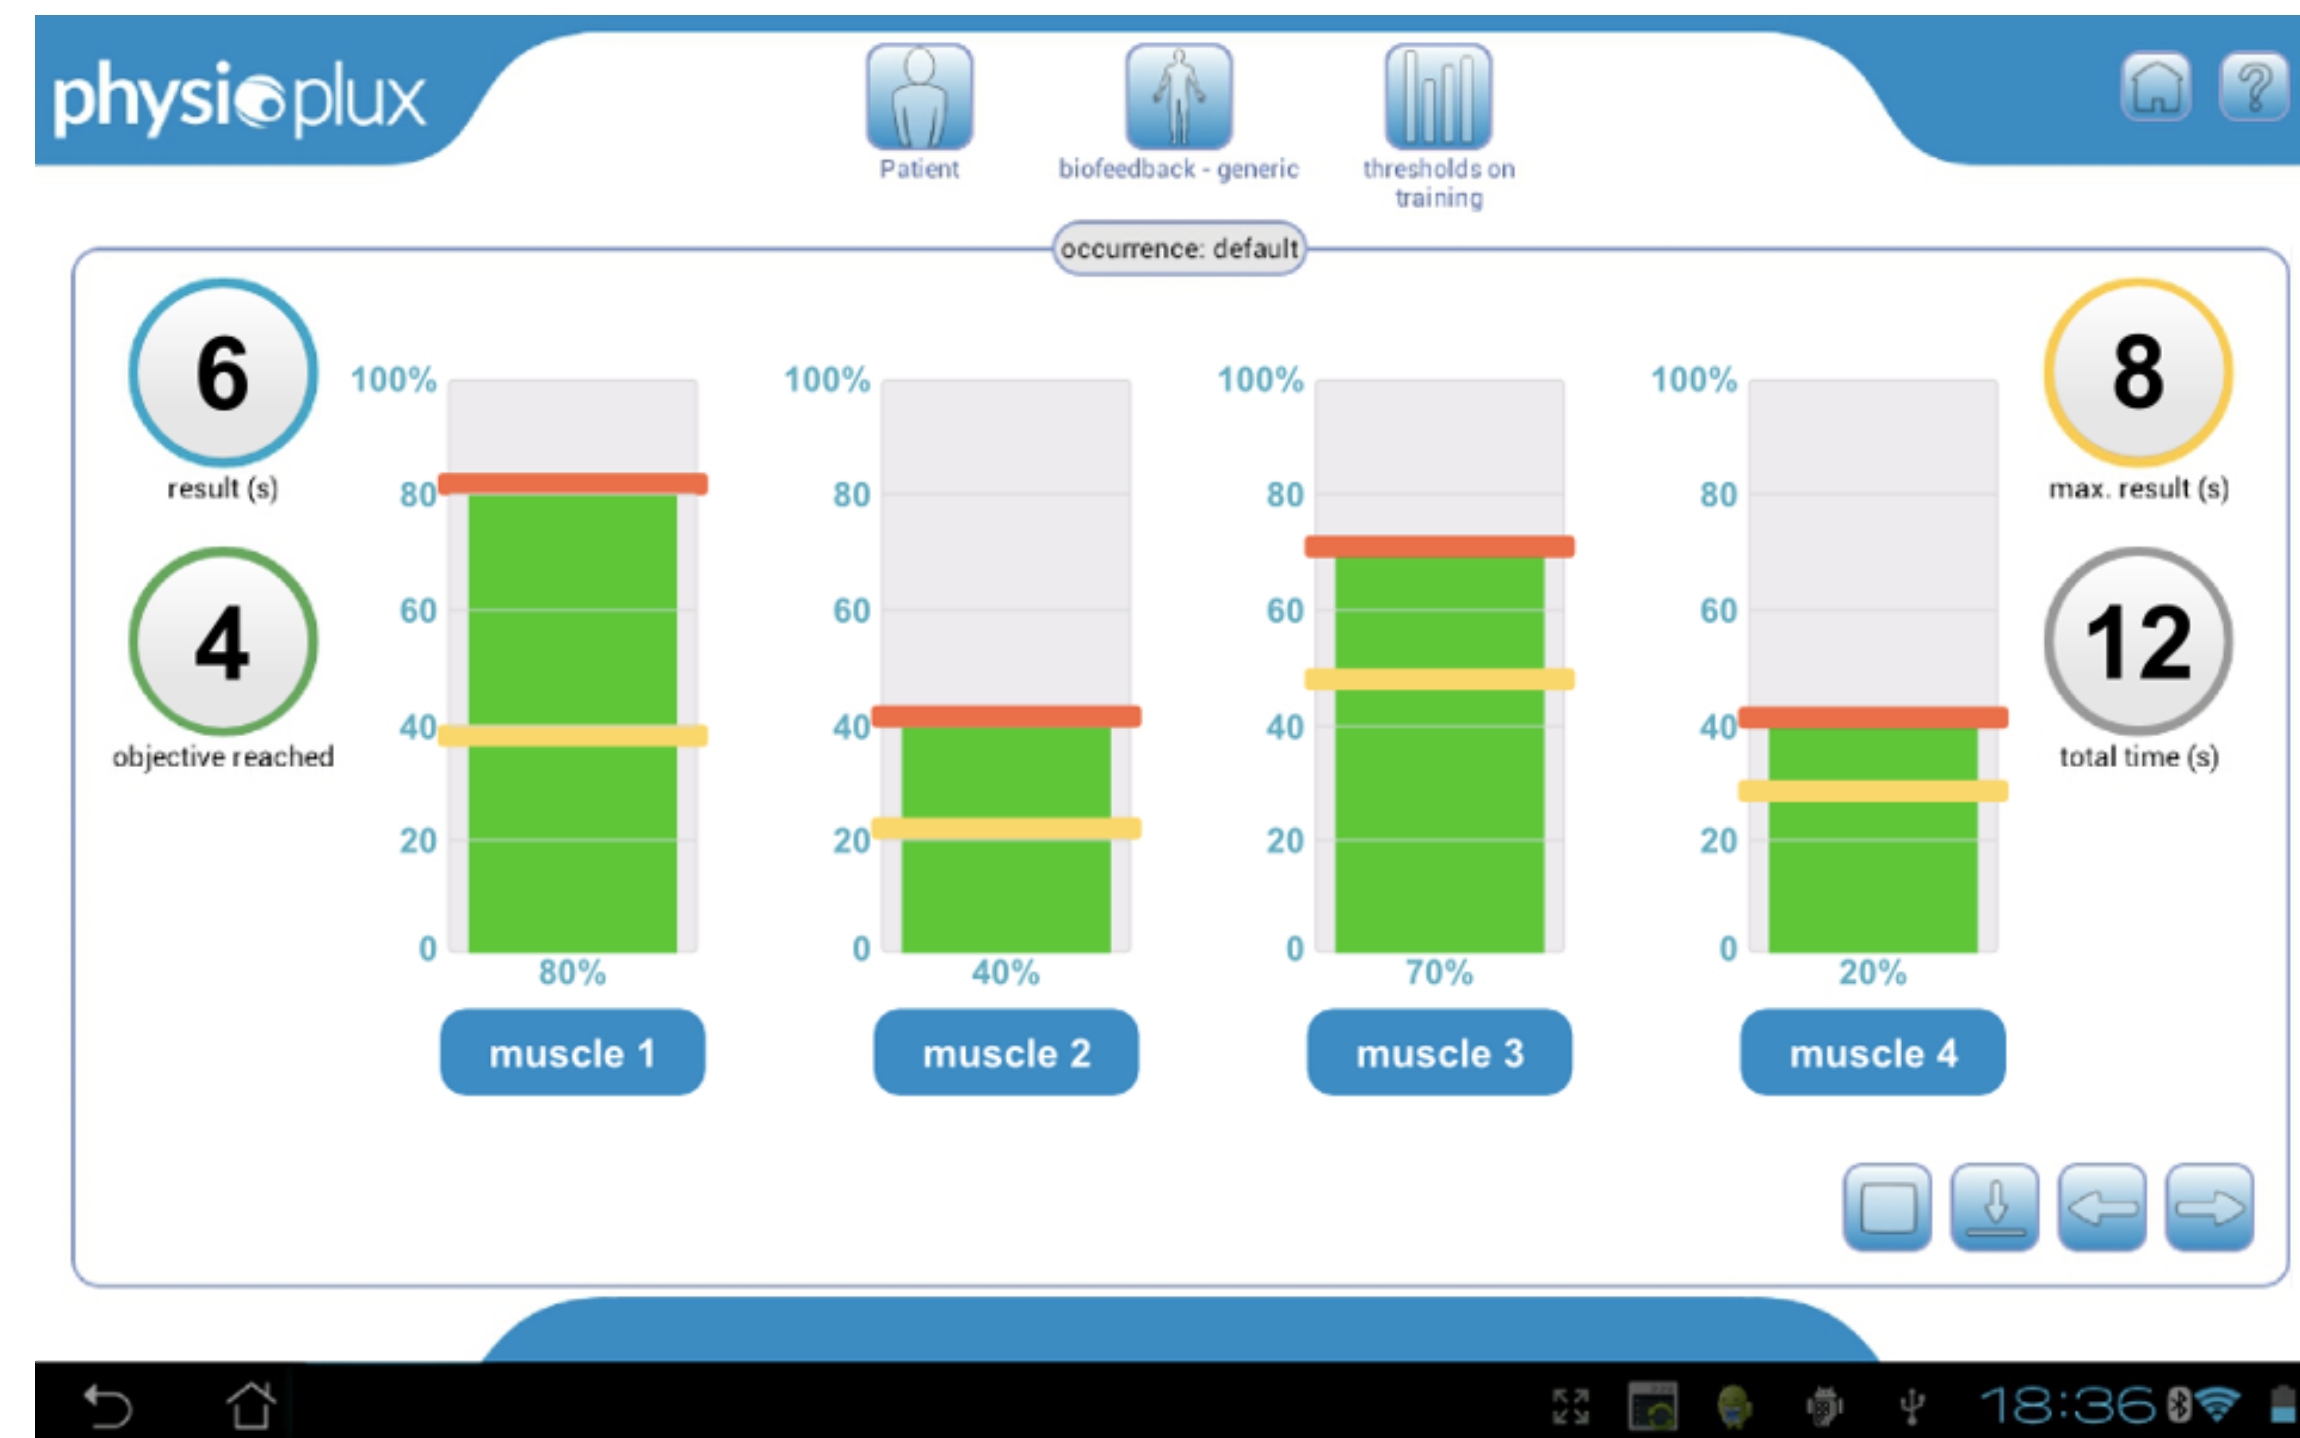 physioplux
Patient
biofeedback - generic
thresholds on
training
occurrence: default
6
result (s)
4
objective reached
8
max. result (s)
12
total time (s)
100%
80
60
40
20
0
80%
muscle 1
100%
80
60
40
20
0
40%
muscle 2
100%
80
60
40
20
0
70%
muscle 3
100%
80
60
40
20
0
20%
muscle 4
18:36